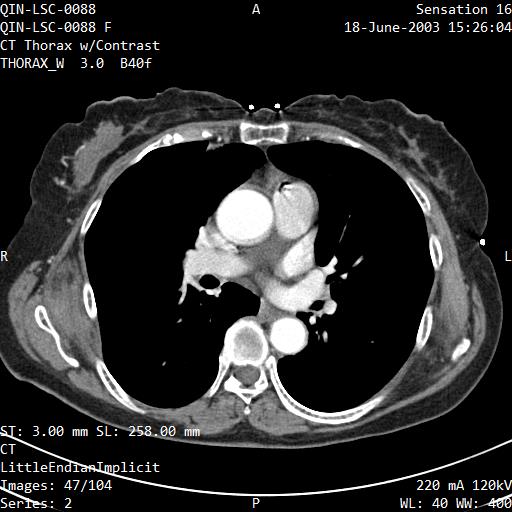 QIN-LSC-0088 A Sensation 16
QIN-LSC-0088 F 18-June-2003 15:26:04
CT Thorax w/Contrast
THORAX_W 3.0 B40f
R L
ST: 3.00 mm SL: 258.00 mm
CT
LittleEndianImplicit
Images: 47/104 220 mA 120kV
Series: 2 P WL: 40 WW: 400